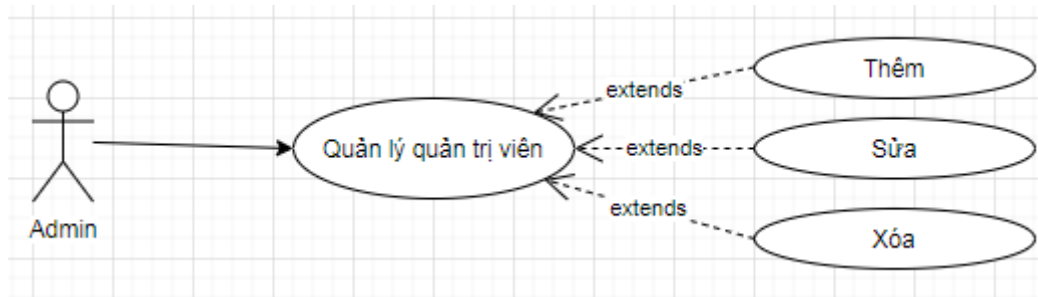 Thêm
extends
Quản lý quản trị viên
extends
Sửa
extends
Admin
Xóa